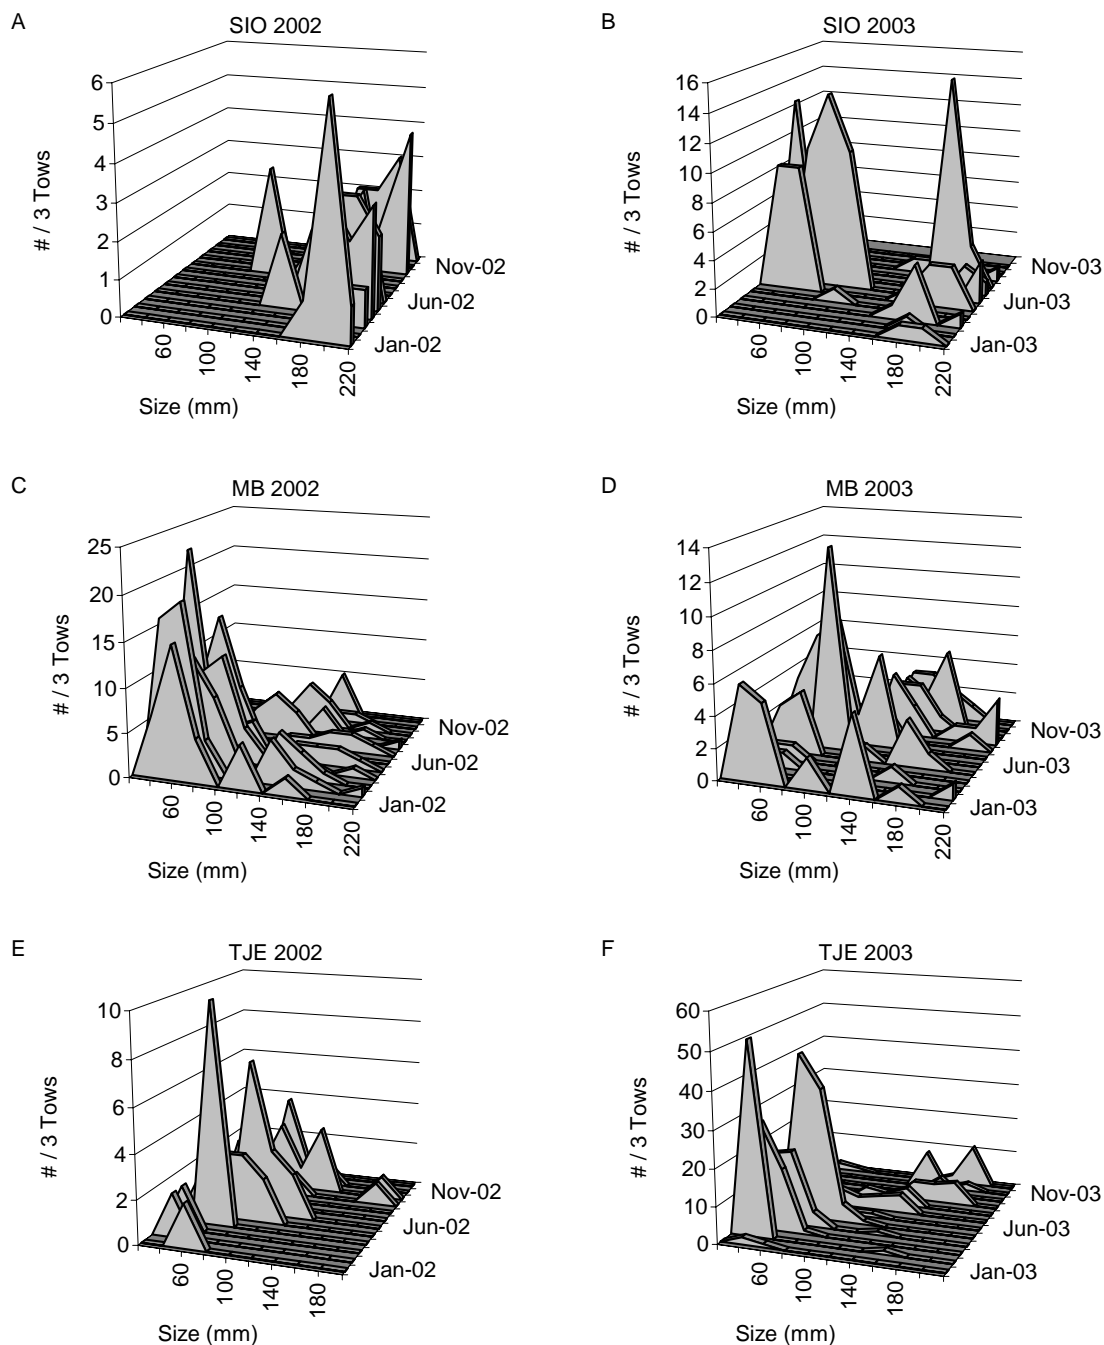 A
SIO 2002
6
5
4
3
2
1
0
# / 3 Tows
60
100
140
180
220
Size (mm)
Nov-02
Jun-02
Jan-02
B
SIO 2003
16
14
12
10
8
6
4
2
0
# / 3 Tows
60
100
140
180
220
Size (mm)
Nov-03
Jun-03
Jan-03
C
MB 2002
25
20
15
10
5
0
# / 3 Tows
60
100
140
180
220
Size (mm)
Nov-02
Jun-02
Jan-02
D
MB 2003
14
12
10
8
6
4
2
0
# / 3 Tows
60
100
140
180
220
Size (mm)
Nov-03
Jun-03
Jan-03
E
TJE 2002
10
8
6
4
2
0
# / 3 Tows
60
100
140
180
Size (mm)
Nov-02
Jun-02
Jan-02
F
TJE 2003
60
50
40
30
20
10
0
# / 3 Tows
60
100
140
180
220
Size (mm)
Nov-03
Jun-03
Jan-03